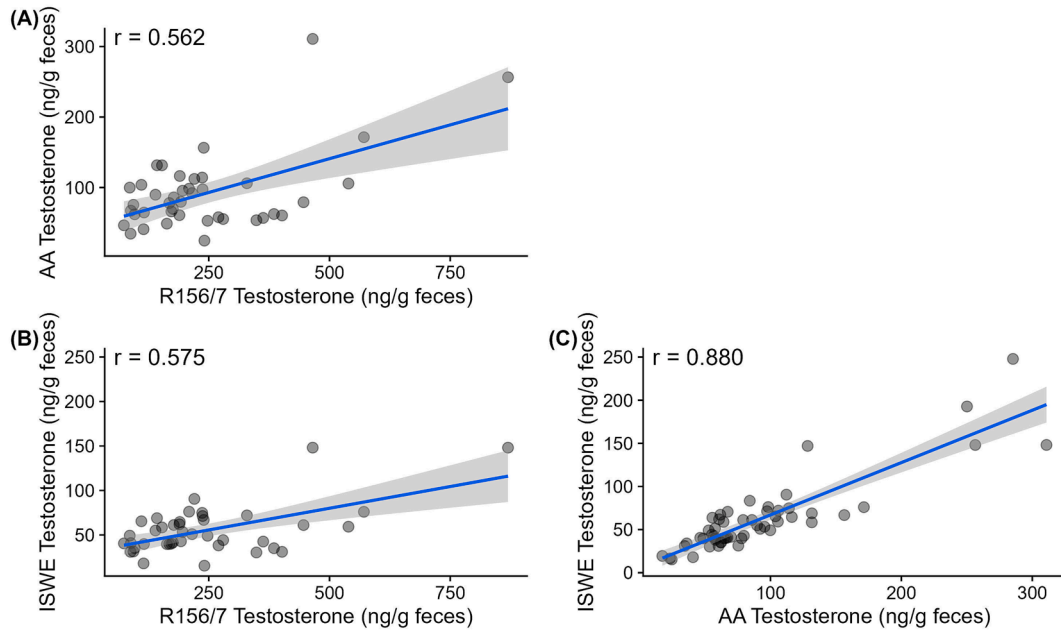 (A)
r = 0.562
AA Testosterone (ng/g feces)
300
200
100
250
500
750
R156/7 Testosterone (ng/g feces)
(B)
r = 0.575
ISWE Testosterone (ng/g feces)
250
200
150
100
50
0
250
500
750
R156/7 Testosterone (ng/g feces)
(C)
r = 0.880
ISWE Testosterone (ng/g feces)
250
200
150
100
50
0
100
200
300
AA Testosterone (ng/g feces)